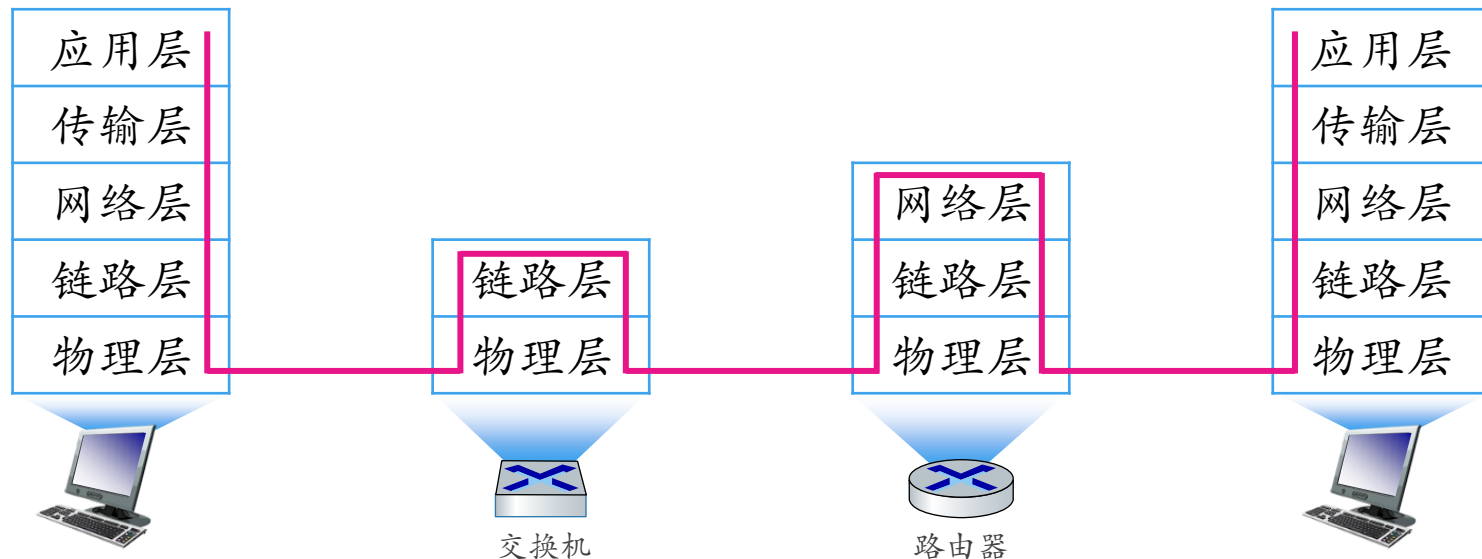 应用层
传输层
网络层
链路层
物理层
链路层
物理层
交换机
网络层
链路层
物理层
路由器
应用层
传输层
网络层
链路层
物理层